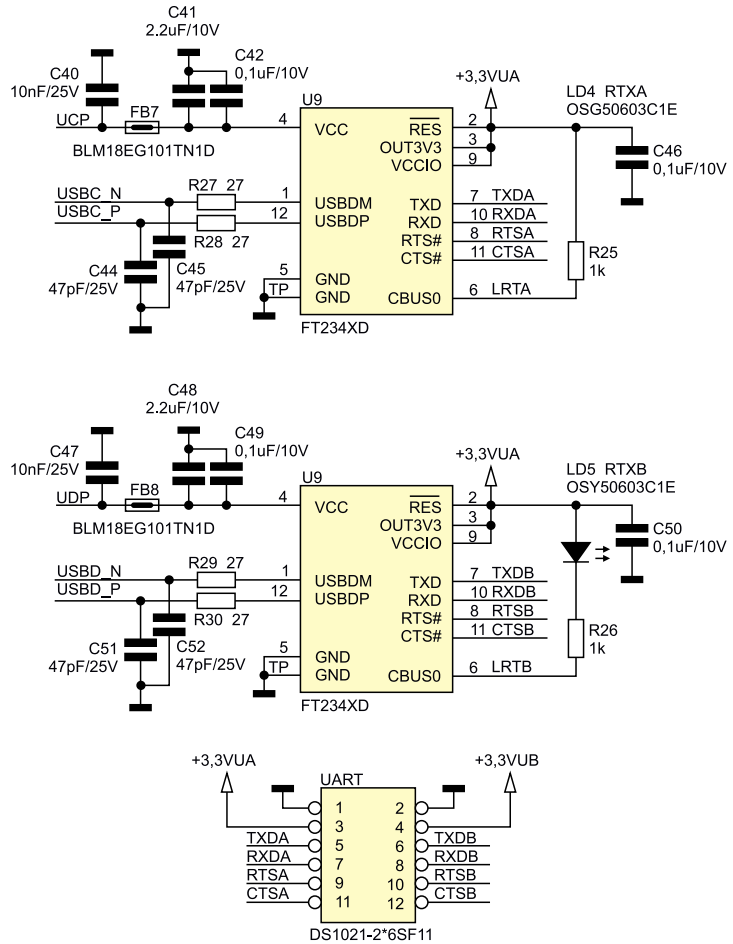 C41
2.2uF/10V
C42
0,1uF/10V
C40
10nF/25V
UCP
FB7
BLM18EG101TN1D
U9
4 VCC
+3,3VUA
LD4 RTXA
OSG50603C1E
RES 2
OUT3V3 3
VCCIO 9
C46
0,1uF/10V
USBC_N
R27 27
1 USBDM
USBC_P
12 USBDP
R28 27
TXD 7 TXDA
RXD 10 RXDA
RTS# 8 RTSA
CTS# 11 CTSA
C44
47pF/25V
C45
47pF/25V
R25
1k
5 GND
TP GND
CBUS0 6 LRTA
FT234XD
C48
2.2uF/10V
C49
0,1uF/10V
C47
10nF/25V
UDP
FB8
BLM18EG101TN1D
U9
4 VCC
+3,3VUA
LD5 RTXB
OSY50603C1E
RES 2
OUT3V3 3
VCCIO 9
C50
0,1uF/10V
USBD_N
R29 27
1 USBDM
USBD_P
12 USBDP
R30 27
TXD 7 TXDB
RXD 10 RXDB
RTS# 8 RTSB
CTS# 11 CTSB
C51
47pF/25V
C52
47pF/25V
R26
1k
5 GND
TP GND
CBUS0 6 LRTB
FT234XD
+3,3VUA
UART
+3,3VUB
1 2
3 4
TXDA 5 6 TXDB
RXDA 7 8 RXDB
RTSA 9 10 RTSB
CTSA 11 12 CTSB
DS1021-2*6SF11